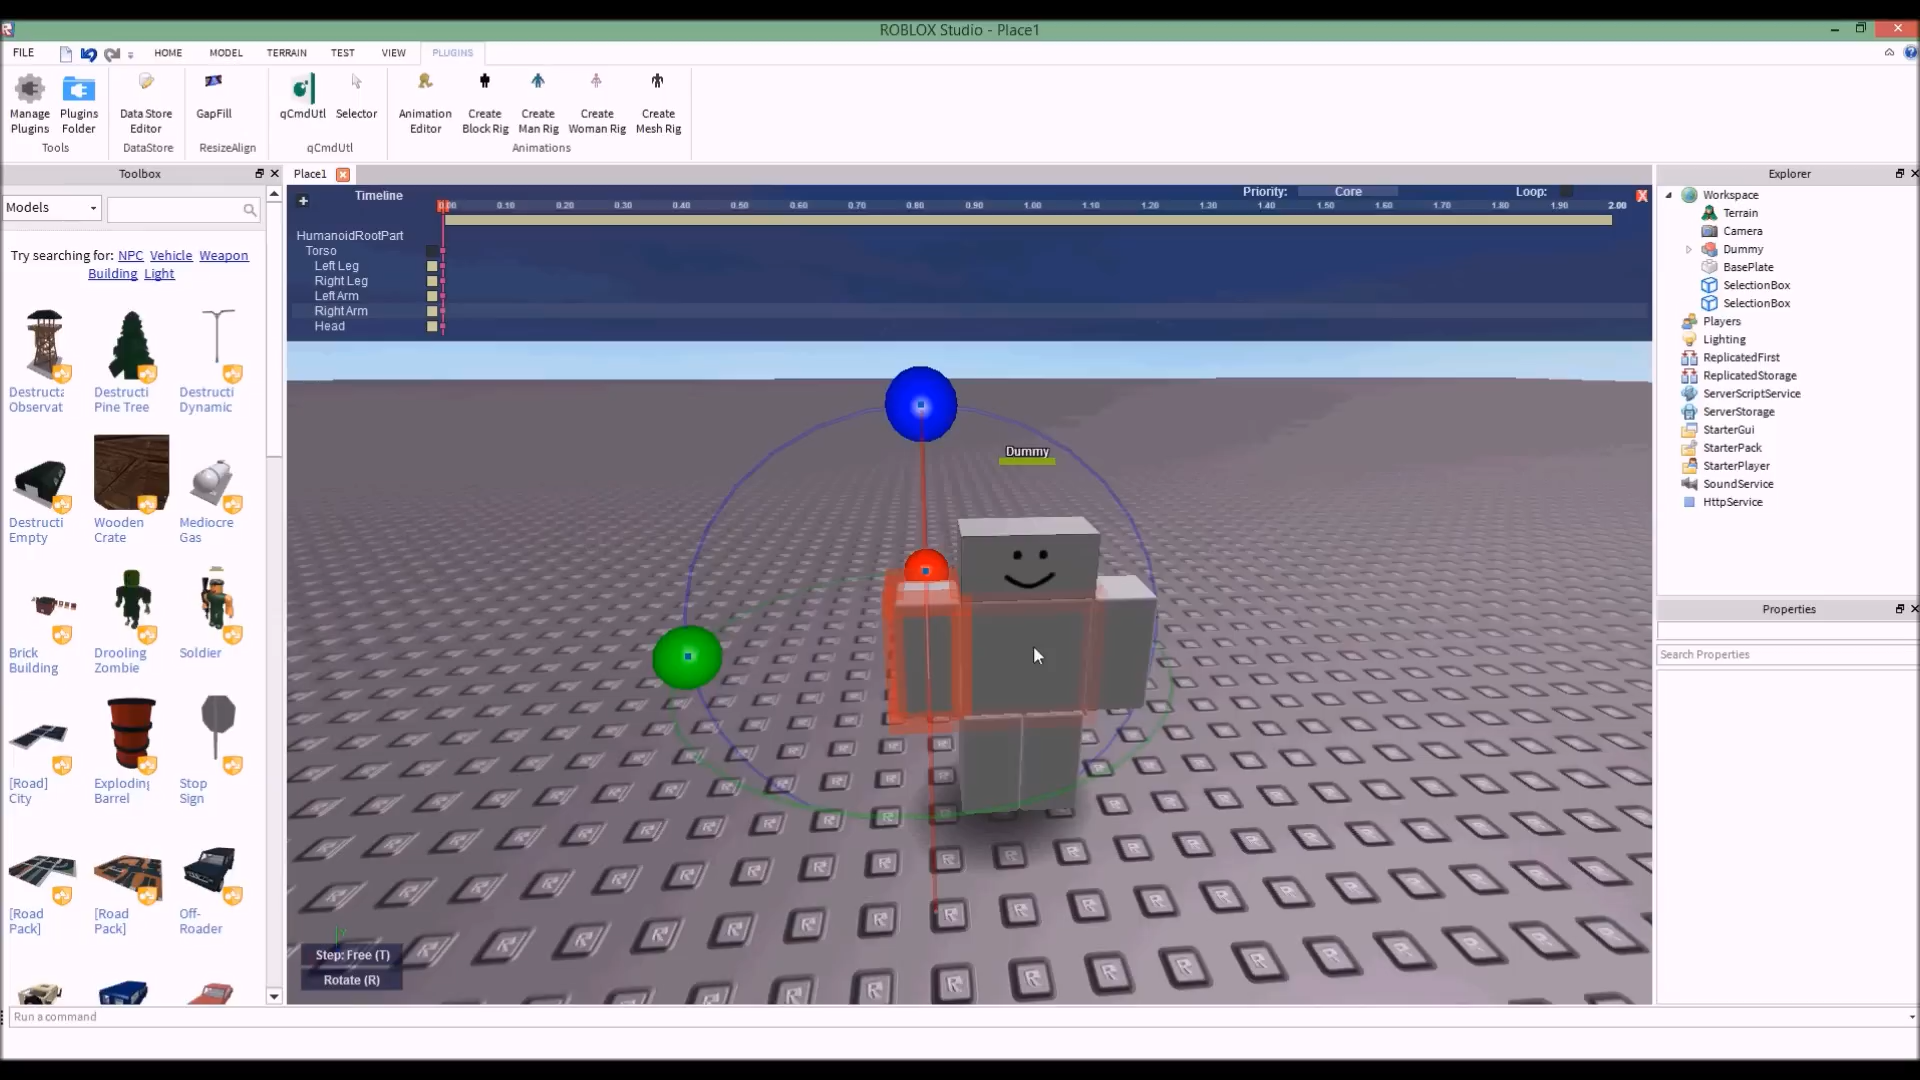 ROBLOX Studio - Place1
FILE HOME MODEL TERRAIN TEST VIEW PLUGINS
Manage Plugins
Plugins Folder
Tools
Data Store Editor
DataStore
GapFill
ResizeAlign
qCmdUtl
Selector
qCmdUtl
Animation Editor
Create Block Rig
Create Man Rig
Create Woman Rig
Create Mesh Rig
Animations
Toolbox
Models
Try searching for: NPC Vehicle Weapon
Building Light
Destructa Observat
Destructi Pine Tree
Destructi Dynamic
Destructi Empty
Wooden Crate
Mediocre Gas
Brick Building
Drooling Zombie
Soldier
[Road] City
Exploding Barrel
Stop Sign
[Road Pack]
[Road Pack]
Off-Roader
Place1
Timeline
Priority: Core
Loop:
0.00 0.10 0.20 0.30 0.40 0.50 0.60 0.70 0.80 0.90 1.00 1.10 1.20 1.30 1.40 1.50 1.60 1.70 1.80 1.90 2.00
HumanoidRootPart
Torso
Left Leg
Right Leg
Left Arm
Right Arm
Head
Dummy
Step: Free (T)
Rotate (R)
Explorer
Workspace
Terrain
Camera
Dummy
BasePlate
SelectionBox
SelectionBox
Players
Lighting
ReplicatedFirst
ReplicatedStorage
ServerScriptService
ServerStorage
StarterGui
StarterPack
StarterPlayer
SoundService
HttpService
Properties
Search Properties
Run a command